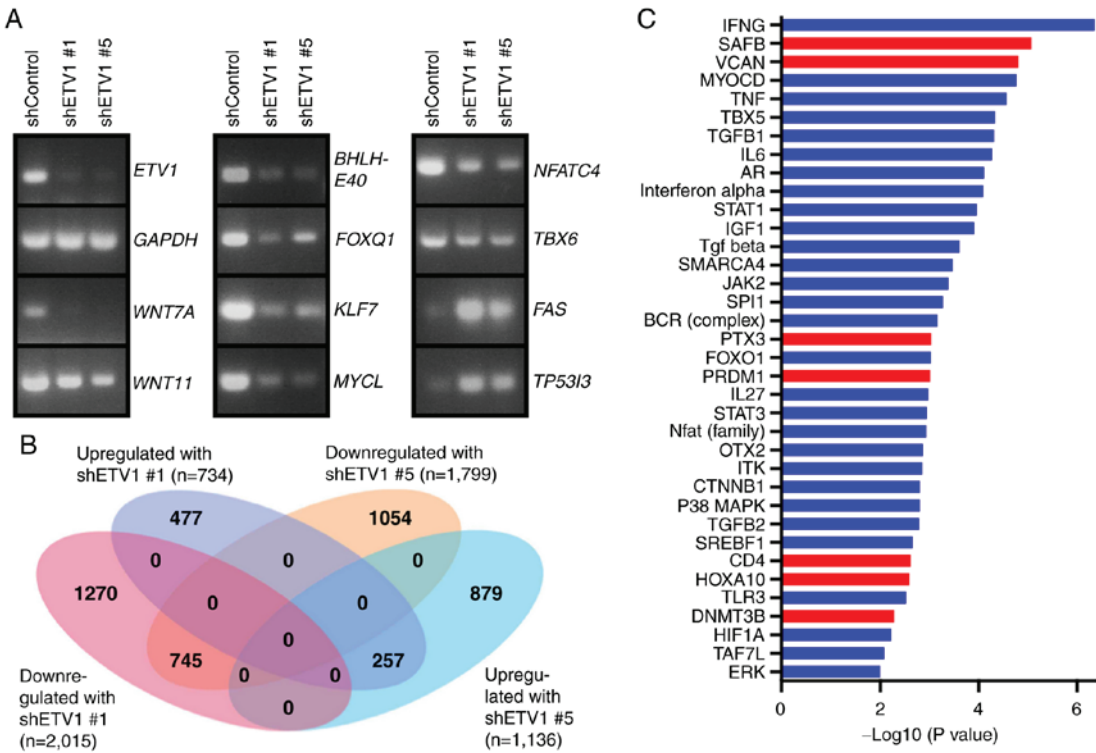 A
shControl
shETV1 #1
shETV1 #5
shControl
shETV1 #1
shETV1 #5
shControl
shETV1 #1
shETV1 #5
ETV1
GAPDH
WNT7A
WNT11
BHLH-
E40
FOXQ1
KLF7
MYCL
NFATC4
TBX6
FAS
TP53I3
B
Upregulated with
shETV1 #1 (n=734)
Downregulated with
shETV1 #5 (n=1,799)
477
1054
0
0
0
1270
0
0
879
0
745
257
0
0
0
Downre-
gulated with
shETV1 #1
(n=2,015)
Upregu-
lated with
shETV1 #5
(n=1,136)
C
IFNG
SAFB
VCAN
MYOCD
TNF
TBX5
TGFB1
IL6
AR
Interferon alpha
STAT1
IGF1
Tgf beta
SMARCA4
JAK2
SPI1
BCR (complex)
PTX3
FOXO1
PRDM1
IL27
STAT3
Nfat (family)
OTX2
ITK
CTNNB1
P38 MAPK
TGFB2
SREBF1
CD4
HOXA10
TLR3
DNMT3B
HIF1A
TAF7L
ERK
0 2 4 6
−Log10 (P value)